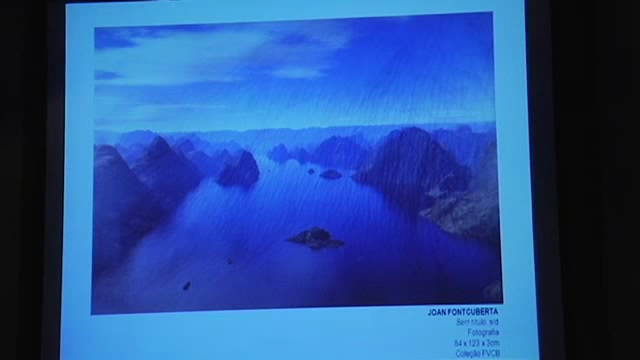 JOAN FONTCUBERTA
Sem título, s/d
Fotografia
84 x 123 x 3cm
Coleção FVCB